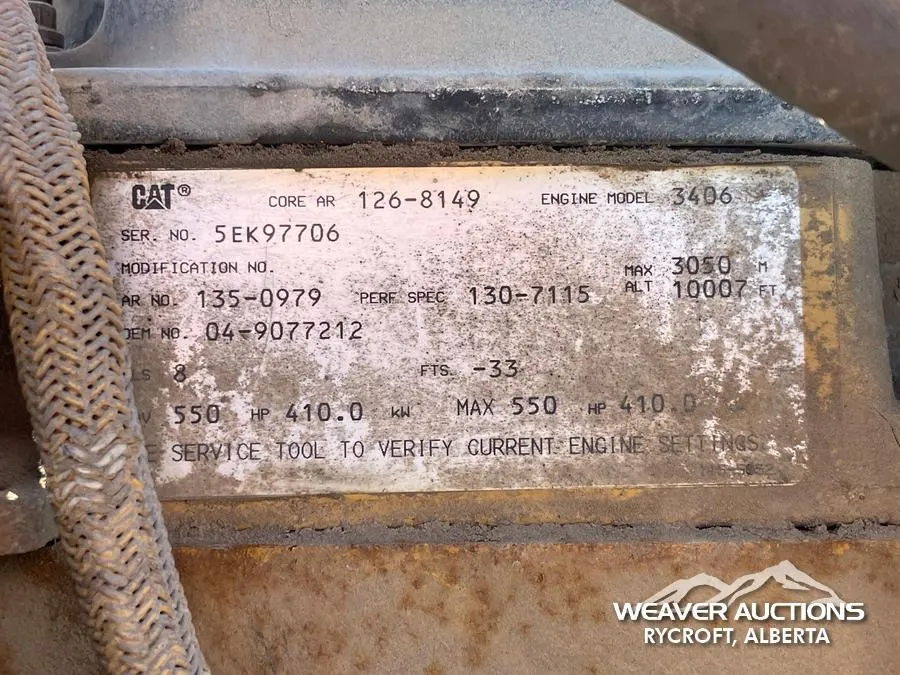 CAT® CORE AR 126-8149 ENGINE MODEL 3406
SER. NO. 5EK97706
MODIFICATION NO. MAX 3050 M
AR NO. 135-0979 PERF SPEC 130-7115 ALT 10007 FT
OEM NO. 04-9077212
LS 8 FTS. -33
V 550 HP 410.0 kW MAX 550 HP 410.0
E SERVICE TOOL TO VERIFY CURRENT ENGINE SETTINGS
WEAVER AUCTIONS
RYCROFT, ALBERTA